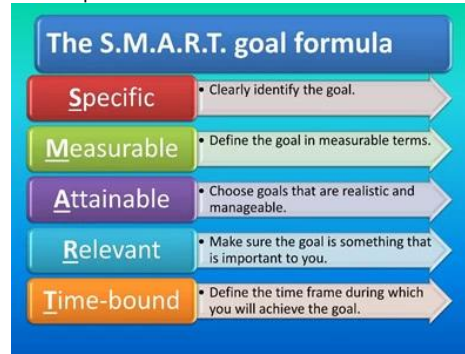 The S.M.A.R.T. goal formula
Specific
• Clearly identify the goal.
Measurable
• Define the goal in measurable terms.
Attainable
• Choose goals that are realistic and
manageable.
Relevant
• Make sure the goal is something that
is important to you.
Time-bound
• Define the time frame during which
you will achieve the goal.